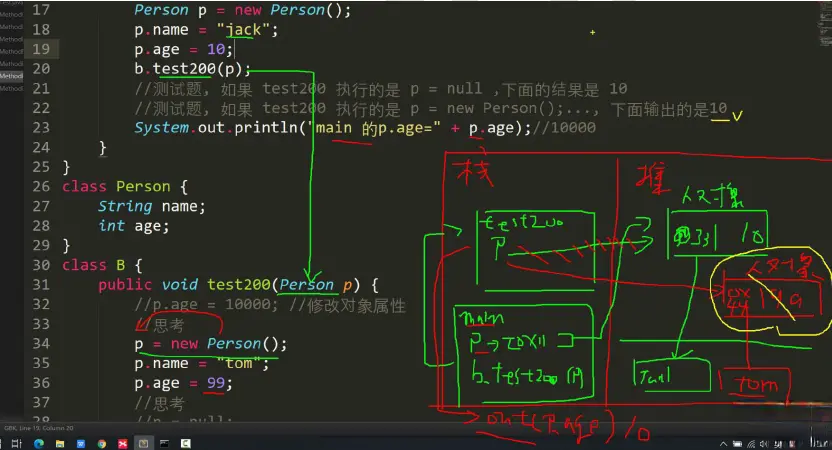 17 Person p = new Person();
18 p.name = "jack";
19 p.age = 10;
20 b.test200(p);
21 //测试题, 如果 test200 执行的是 p = null ,下面的结果是 10
22 //测试题, 如果 test200 执行的是 p = new Person();..., 下面输出的是10
23 System.out.println("main 的p.age=" + p.age);//10000
24 }
25 }
26 class Person {
27 String name;
28 int age;
29 }
30 class B {
31 public void test200(Person p) {
32 //p.age = 10000; //修改对象属性
33 //思考
34 p = new Person();
35 p.name = "tom";
36 p.age = 99;
37 //思考
38 //p = null;
栈
test200
p
main
b.test200(p)
out(p.age) 10
人对象
10
人对象
tom
GBK, Line 19, Column 20